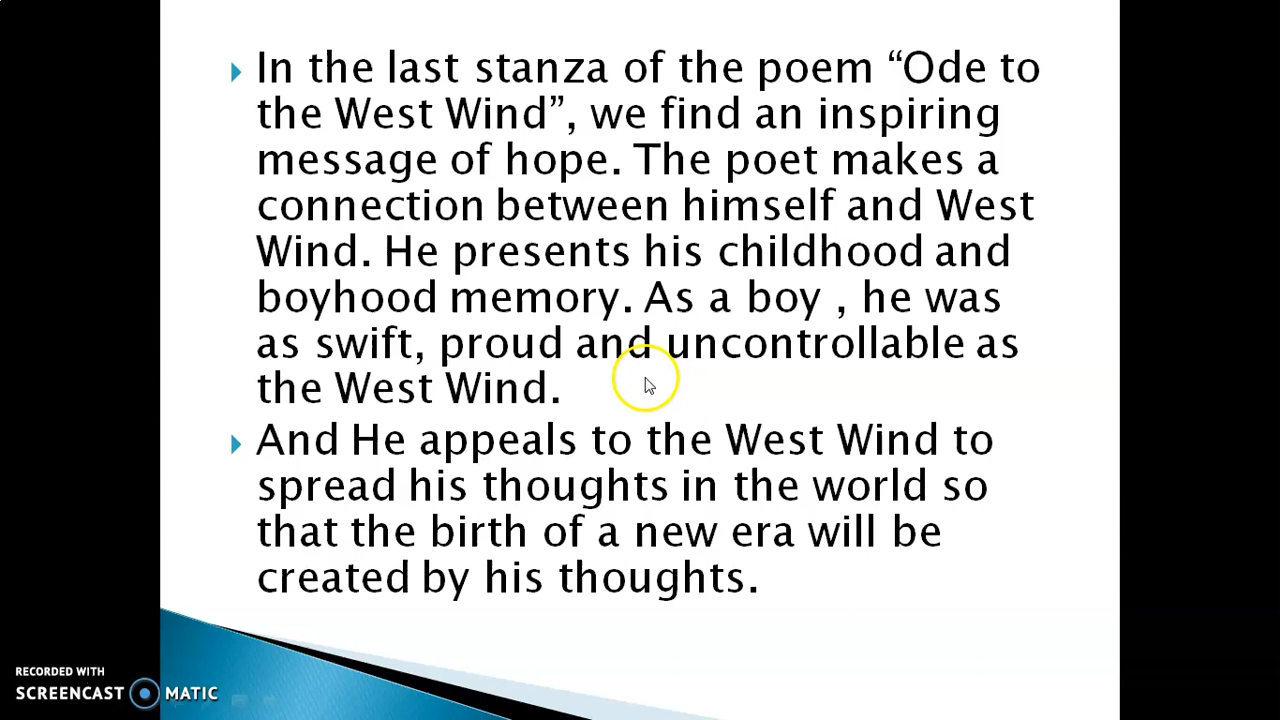 In the last stanza of the poem “Ode to
the West Wind”, we find an inspiring
message of hope. The poet makes a
connection between himself and West
Wind. He presents his childhood and
boyhood memory. As a boy , he was
as swift, proud and uncontrollable as
the West Wind.
And He appeals to the West Wind to
spread his thoughts in the world so
that the birth of a new era will be
created by his thoughts.
RECORDED WITH
SCREENCAST MATIC